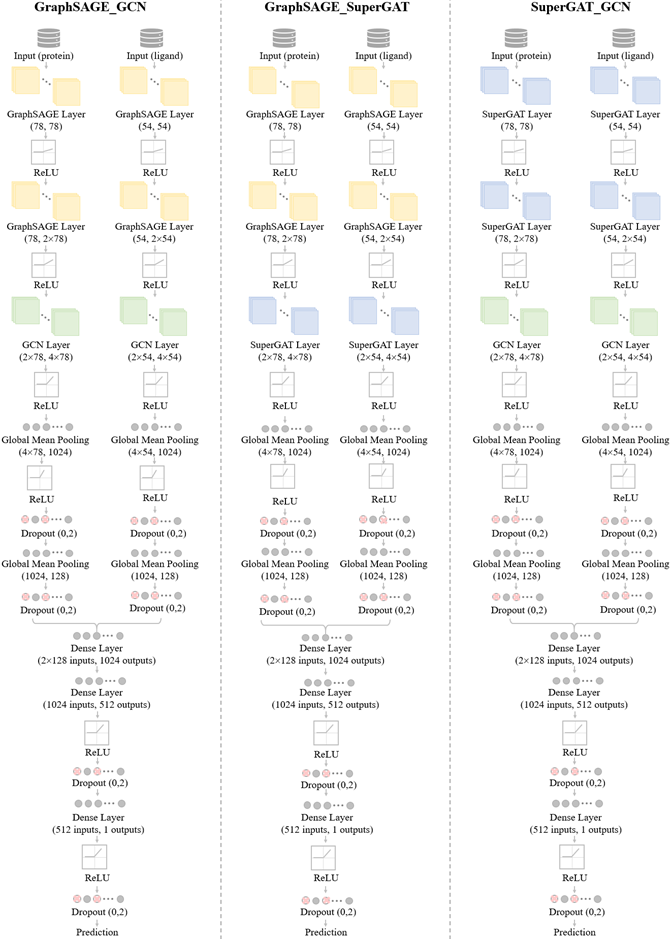 GraphSAGE_GCN
Input (protein)
GraphSAGE Layer
(78, 78)
ReLU
GraphSAGE Layer
(78, 2×78)
ReLU
GCN Layer
(2×78, 4×78)
ReLU
Global Mean Pooling
(4×78, 1024)
ReLU
Dropout (0,2)
Global Mean Pooling
(1024, 128)
Dropout (0,2)
Input (ligand)
GraphSAGE Layer
(54, 54)
ReLU
GraphSAGE Layer
(54, 2×54)
ReLU
GCN Layer
(2×54, 4×54)
ReLU
Global Mean Pooling
(4×54, 1024)
ReLU
Dropout (0,2)
Global Mean Pooling
(1024, 128)
Dropout (0,2)
Dense Layer
(2×128 inputs, 1024 outputs)
Dense Layer
(1024 inputs, 512 outputs)
ReLU
Dropout (0,2)
Dense Layer
(512 inputs, 1 outputs)
ReLU
Dropout (0,2)
Prediction
GraphSAGE_SuperGAT
Input (protein)
GraphSAGE Layer
(78, 78)
ReLU
GraphSAGE Layer
(78, 2×78)
ReLU
SuperGAT Layer
(2×78, 4×78)
ReLU
Global Mean Pooling
(4×78, 1024)
ReLU
Dropout (0,2)
Global Mean Pooling
(1024, 128)
Dropout (0,2)
Input (ligand)
GraphSAGE Layer
(54, 54)
ReLU
GraphSAGE Layer
(54, 2×54)
ReLU
SuperGAT Layer
(2×54, 4×54)
ReLU
Global Mean Pooling
(4×54, 1024)
ReLU
Dropout (0,2)
Global Mean Pooling
(1024, 128)
Dropout (0,2)
Dense Layer
(2×128 inputs, 1024 outputs)
Dense Layer
(1024 inputs, 512 outputs)
ReLU
Dropout (0,2)
Dense Layer
(512 inputs, 1 outputs)
ReLU
Dropout (0,2)
Prediction
SuperGAT_GCN
Input (protein)
SuperGAT Layer
(78, 78)
ReLU
SuperGAT Layer
(78, 2×78)
ReLU
GCN Layer
(2×78, 4×78)
ReLU
Global Mean Pooling
(4×78, 1024)
ReLU
Dropout (0,2)
Global Mean Pooling
(1024, 128)
Dropout (0,2)
Input (ligand)
SuperGAT Layer
(54, 54)
ReLU
SuperGAT Layer
(54, 2×54)
ReLU
GCN Layer
(2×54, 4×54)
ReLU
Global Mean Pooling
(4×54, 1024)
ReLU
Dropout (0,2)
Global Mean Pooling
(1024, 128)
Dropout (0,2)
Dense Layer
(2×128 inputs, 1024 outputs)
Dense Layer
(1024 inputs, 512 outputs)
ReLU
Dropout (0,2)
Dense Layer
(512 inputs, 1 outputs)
ReLU
Dropout (0,2)
Prediction